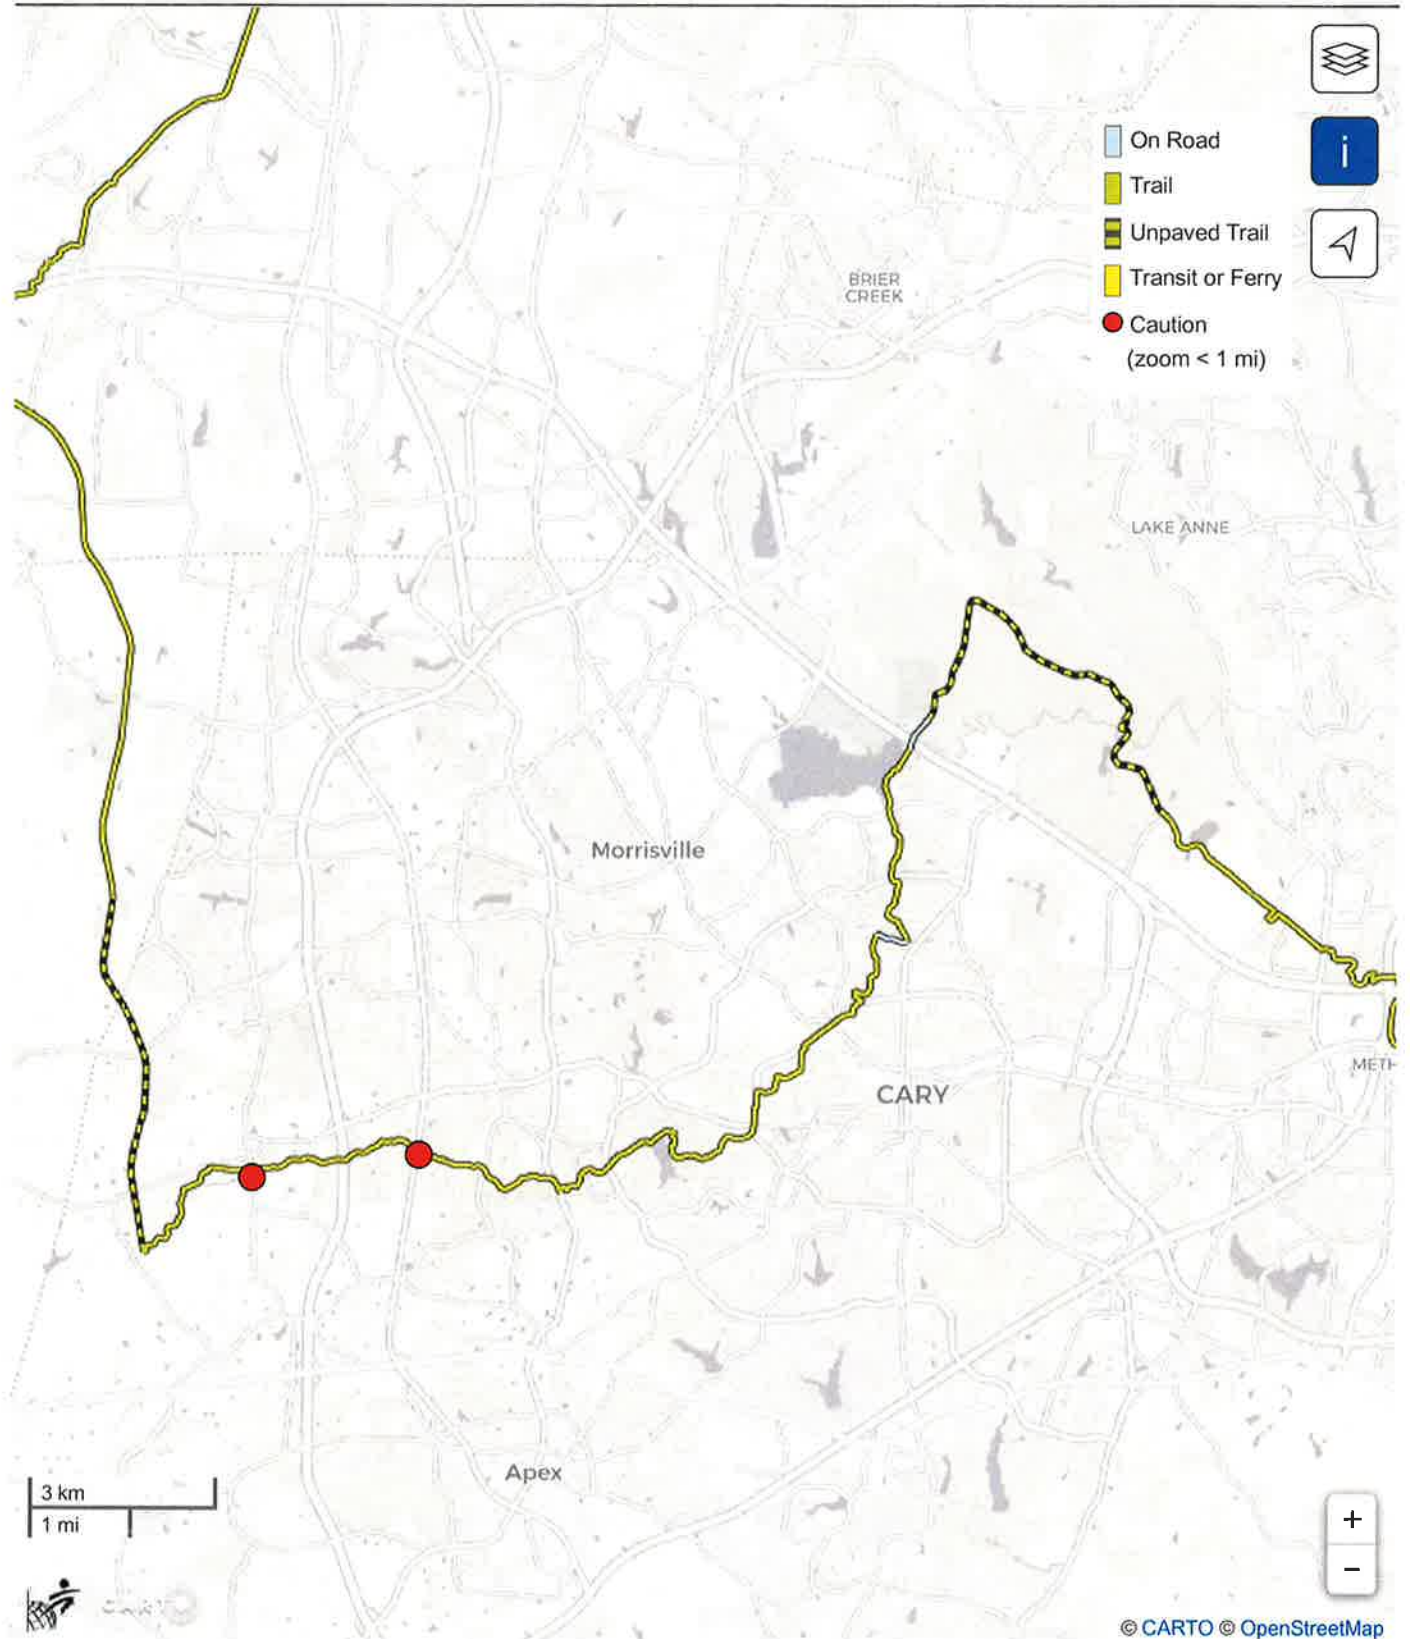 On Road
i
Trail
Unpaved Trail
Transit or Ferry
Caution
(zoom < 1 mi)
BRIER
CREEK
LAKE ANNE
Morrisville
METH
CARY
Apex
3 km
1 mi
+
−
© CARTO © OpenStreetMap